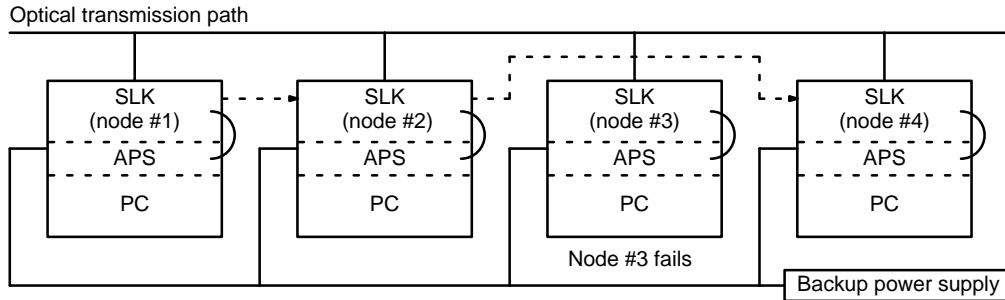 Optical transmission path
SLK
(node #1)
APS
PC
SLK
(node #2)
APS
PC
SLK
(node #3)
APS
PC
SLK
(node #4)
APS
PC
Node #3 fails
Backup power supply